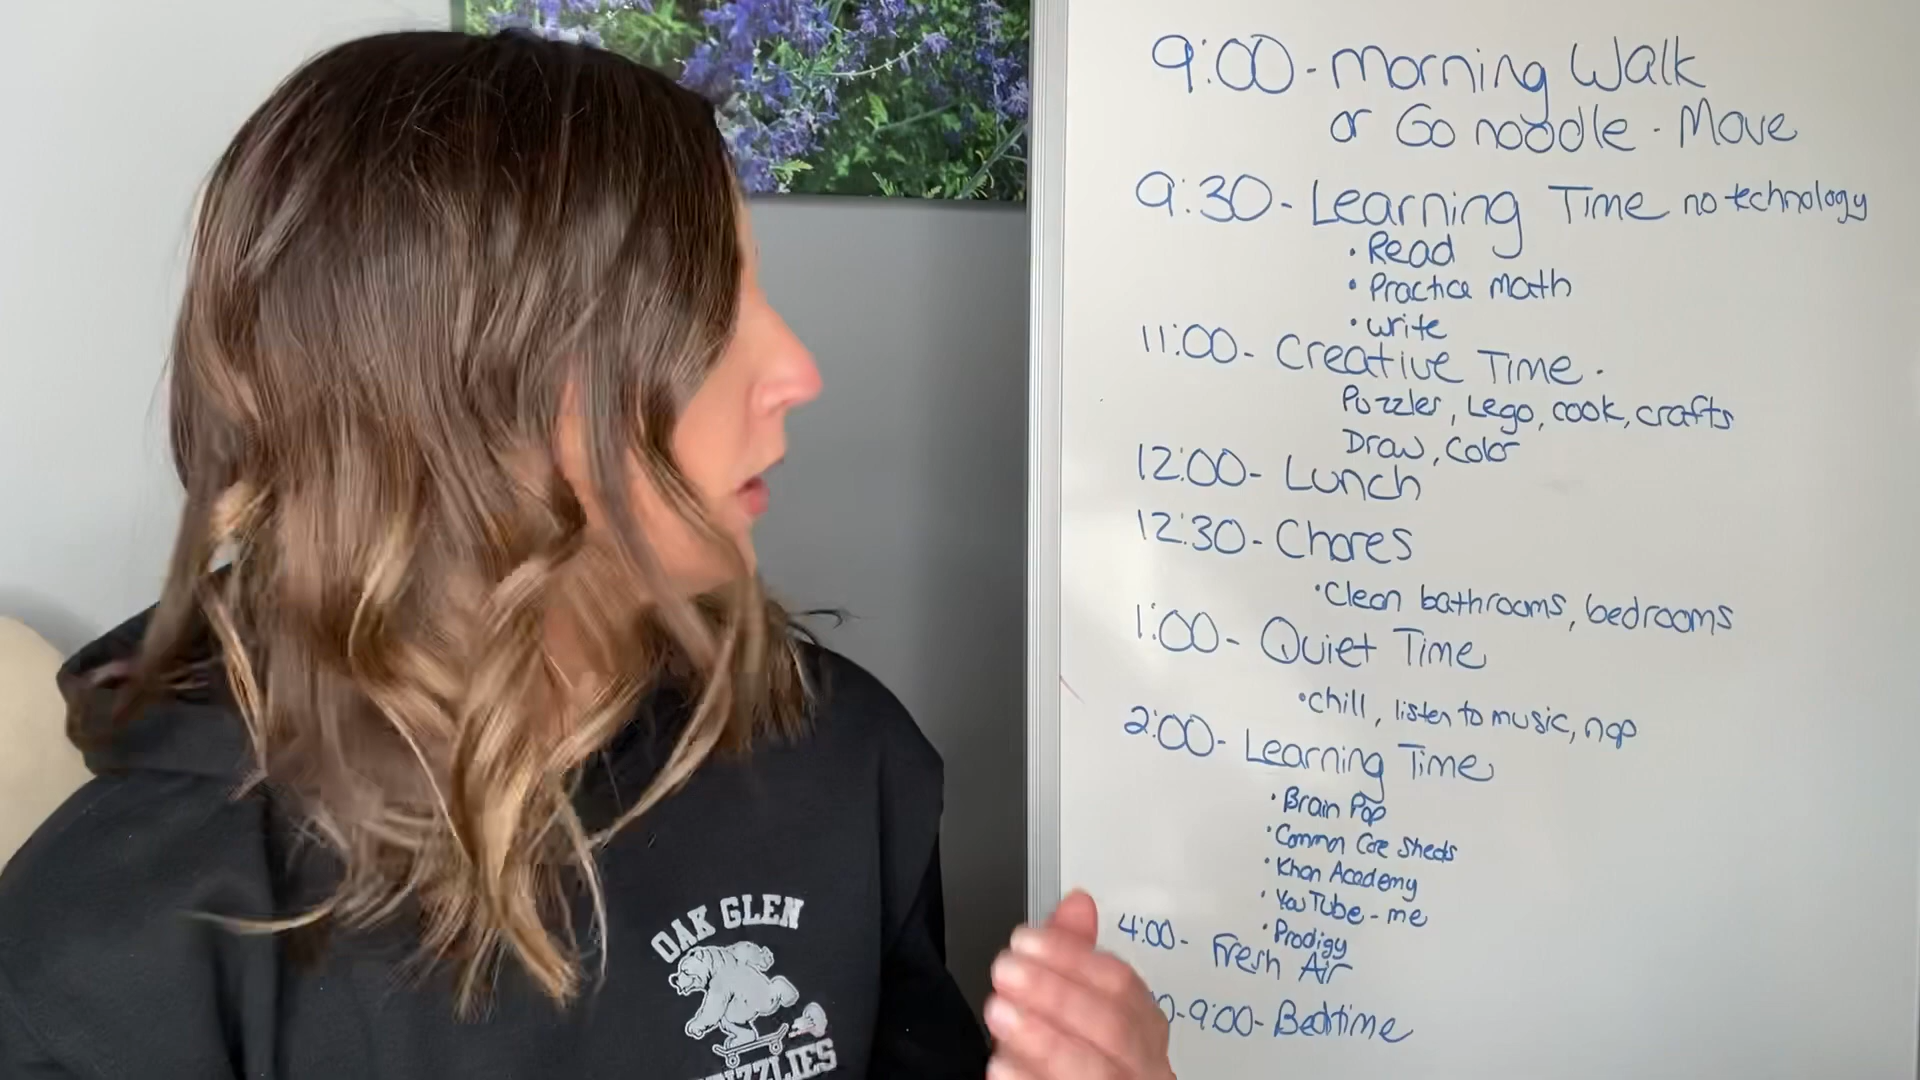 9:00 - Morning Walk
or Go noodle - Move
9:30 - Learning Time no technology
• Read
• Practice math
• write
11:00 - Creative Time.
Puzzles, Lego, cook, crafts
Draw, Color
12:00 - Lunch
12:30 - Chores
• Clean bathrooms, bedrooms
1:00 - Quiet Time
• chill, listen to music, nap
2:00 - Learning Time
• Brain Pop
• Common Core Sheets
• Khan Academy
• YouTube - me
• Prodigy
4:00 - Fresh Air
-9:00 - Bedtime
OAK GLEN